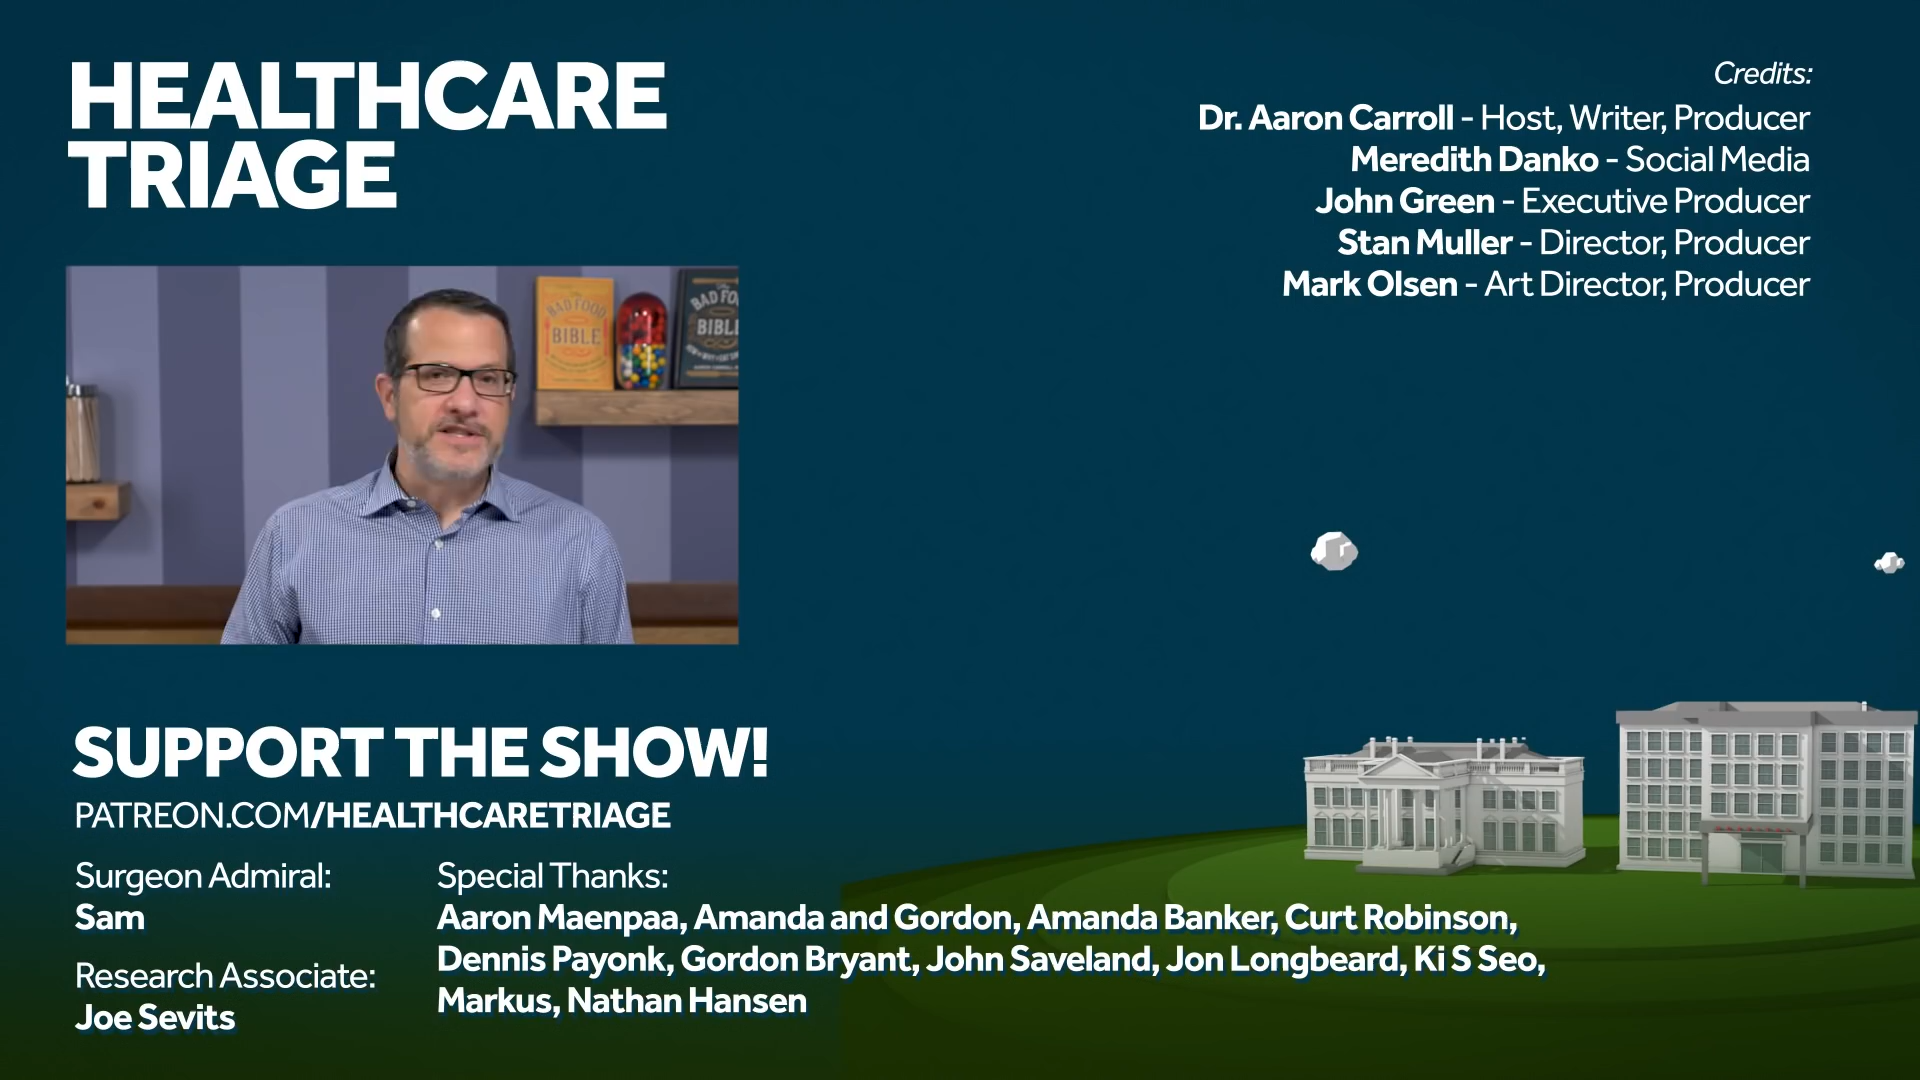 HEALTHCARE
TRIAGE
Credits:
Dr. Aaron Carroll - Host, Writer, Producer
Meredith Danko - Social Media
John Green - Executive Producer
Stan Muller - Director, Producer
Mark Olsen - Art Director, Producer
BAD FOOD
BIBLE
BAD FO
BIBL
SUPPORT THE SHOW!
PATREON.COM/HEALTHCARETRIAGE
Surgeon Admiral:
Sam
Research Associate:
Joe Sevits
Special Thanks:
Aaron Maenpaa, Amanda and Gordon, Amanda Banker, Curt Robinson,
Dennis Payonk, Gordon Bryant, John Saveland, Jon Longbeard, Ki S Seo,
Markus, Nathan Hansen